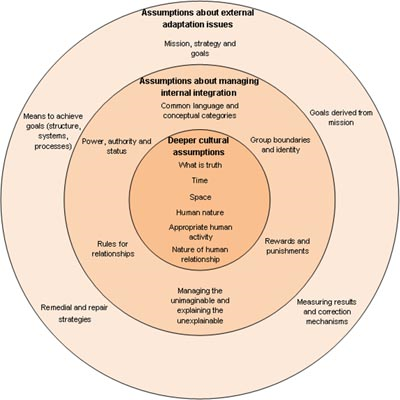 Assumptions about external
adaptation issues
Mission, strategy and
goals
Assumptions about managing
internal integration
Common language and
conceptual categories
Means to achieve
goals (structure,
systems,
processes)
Power, authority and
status
Group boundaries
and identity
Goals derived from
mission
Deeper cultural
assumptions
What is truth
Time
Space
Human nature
Appropriate human
activity
Nature of human
relationship
Rules for
relationships
Rewards and
punishments
Managing the
unimaginable and
explaining the
unexplainable
Remedial and repair
strategies
Measuring results
and correction
mechanisms